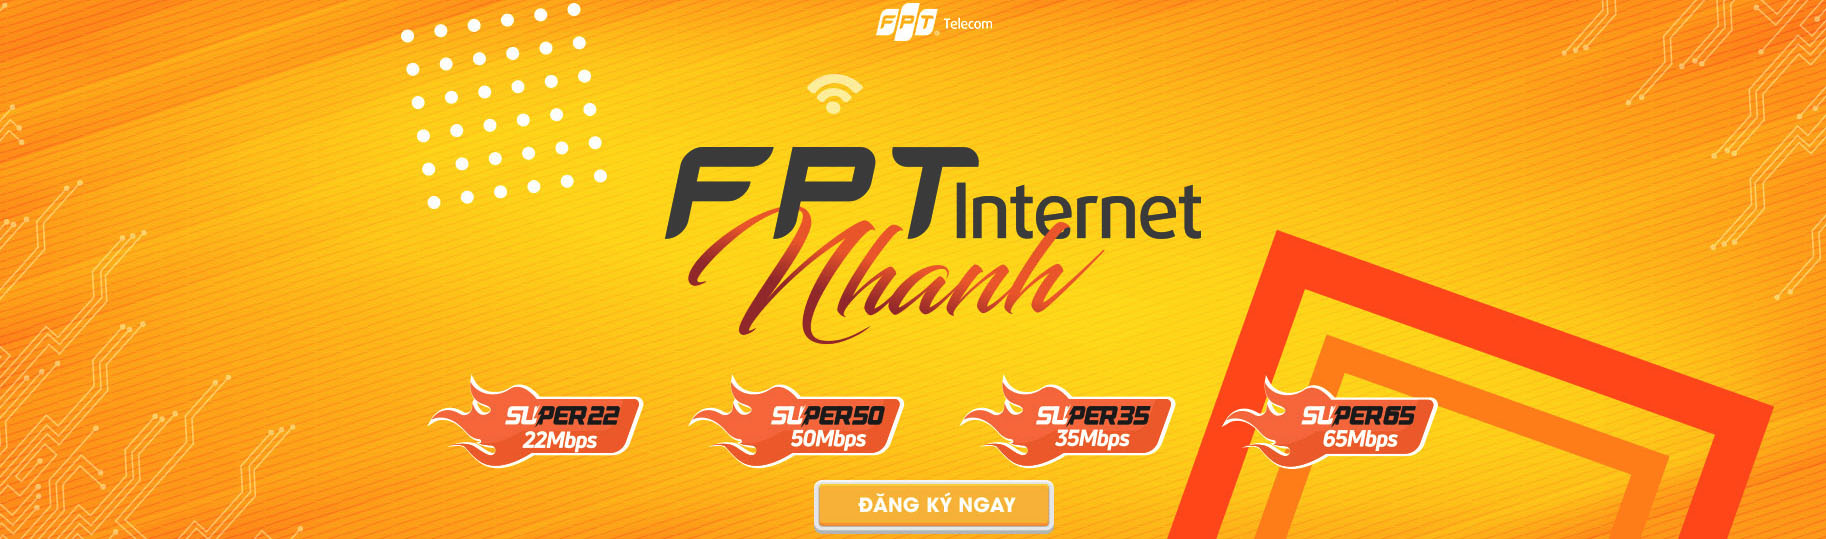 FPT Telecom
FPT Internet
Nhanh
SUPER22
22Mbps
SUPER50
50Mbps
SUPER35
35Mbps
SUPER65
65Mbps
ĐĂNG KÝ NGAY